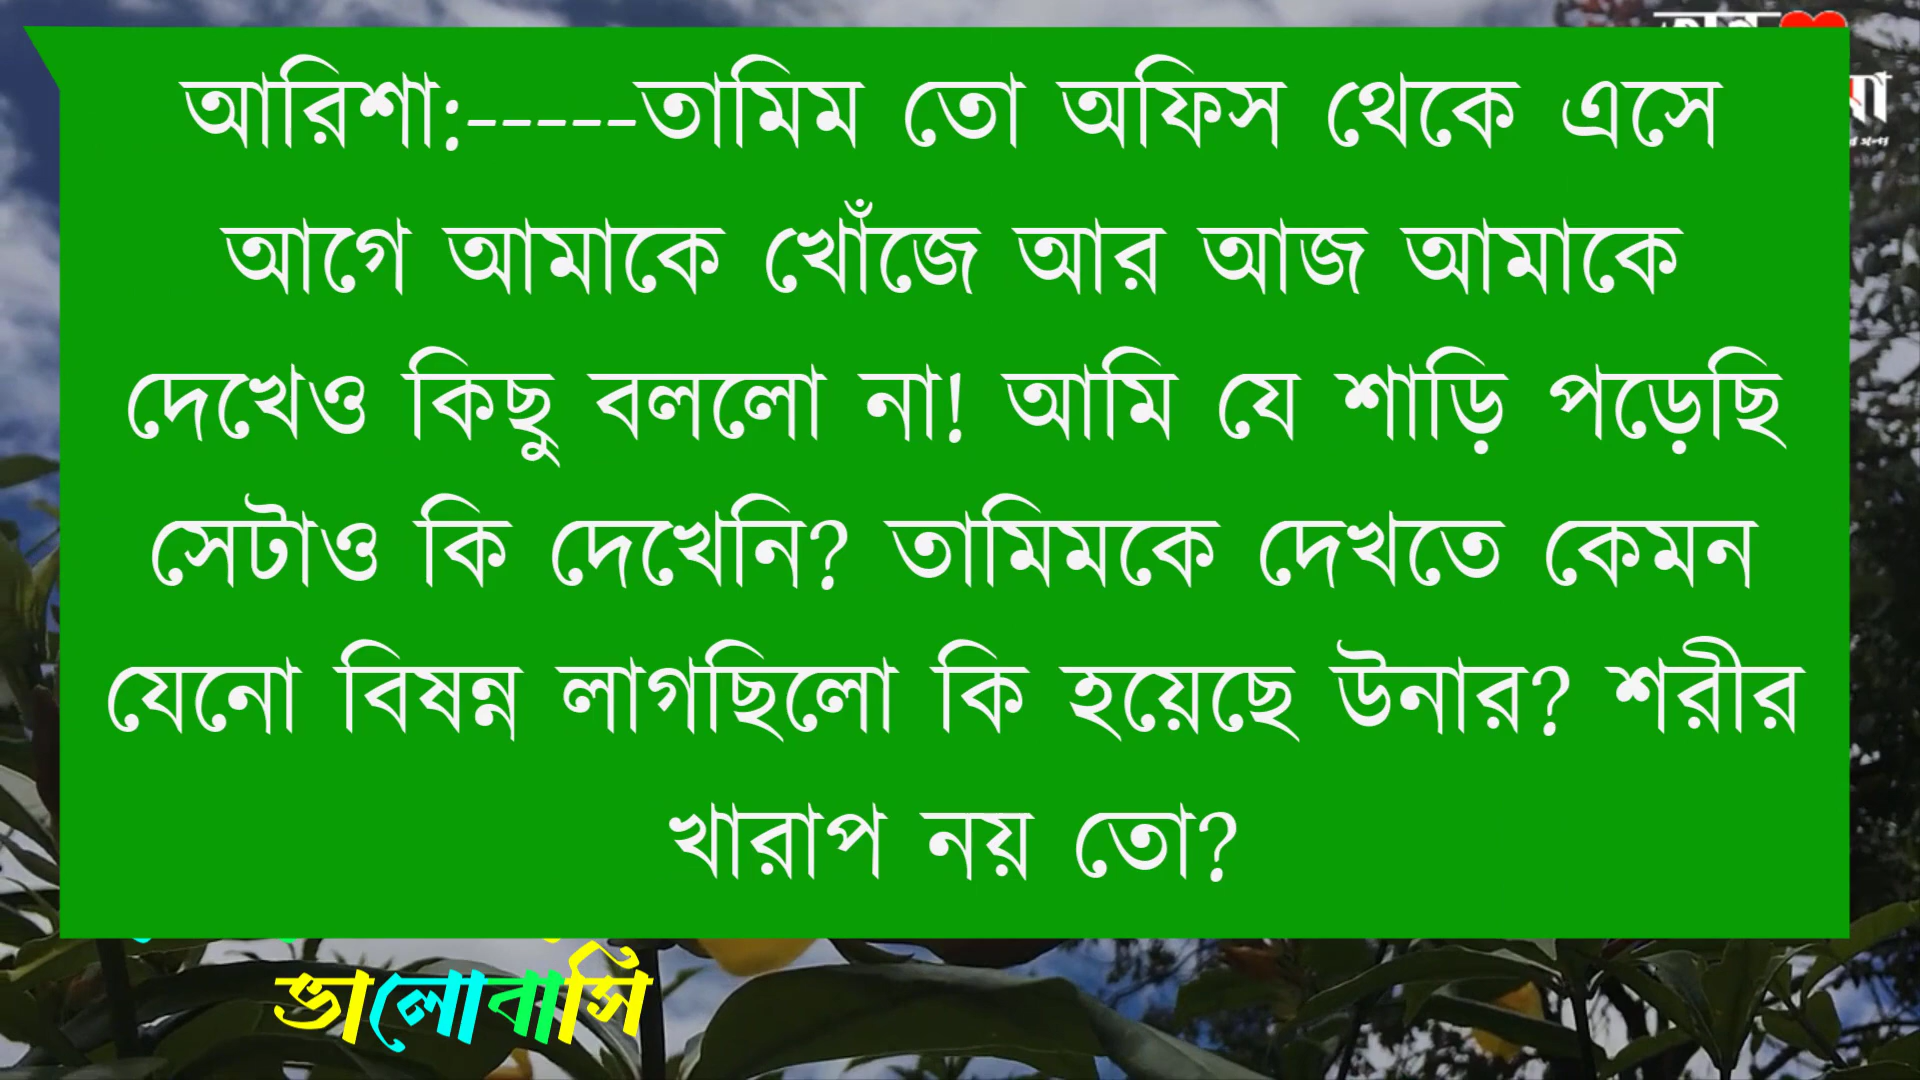 আরিশা:-----তামিম তো অফিস থেকে এসে
আগে আমাকে খোঁজে আর আজ আমাকে
দেখেও কিছু বললো না! আমি যে শাড়ি পড়েছি
সেটাও কি দেখেনি? তামিমকে দেখতে কেমন
যেনো বিষন্ন লাগছিলো কি হয়েছে উনার? শরীর
খারাপ নয় তো?
ভালোবাসি